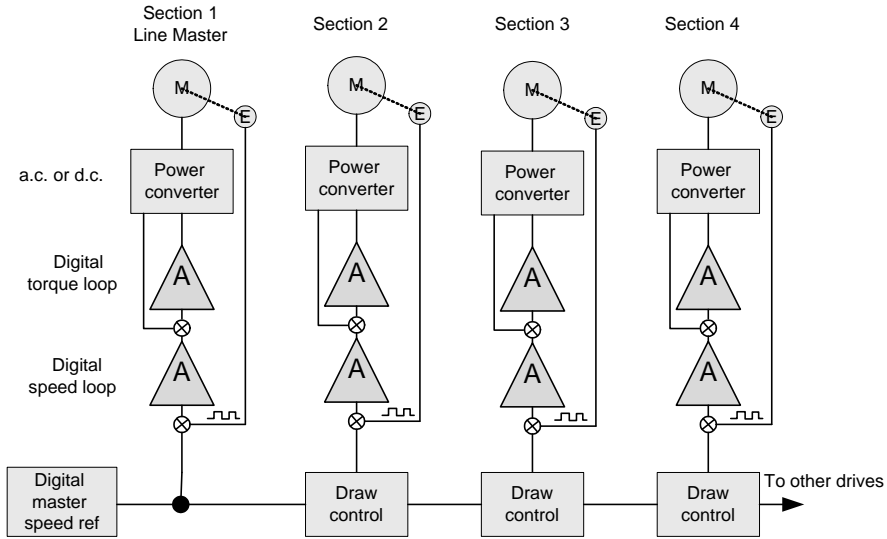 Section 1
Line Master
Section 2
Section 3
Section 4
M
E
M
E
M
E
M
E
a.c. or d.c.
Power
converter
Power
converter
Power
converter
Power
converter
Digital
torque loop
A
A
A
A
Digital
speed loop
A
A
A
A
Digital
master
speed ref
Draw
control
Draw
control
Draw
control
To other drives